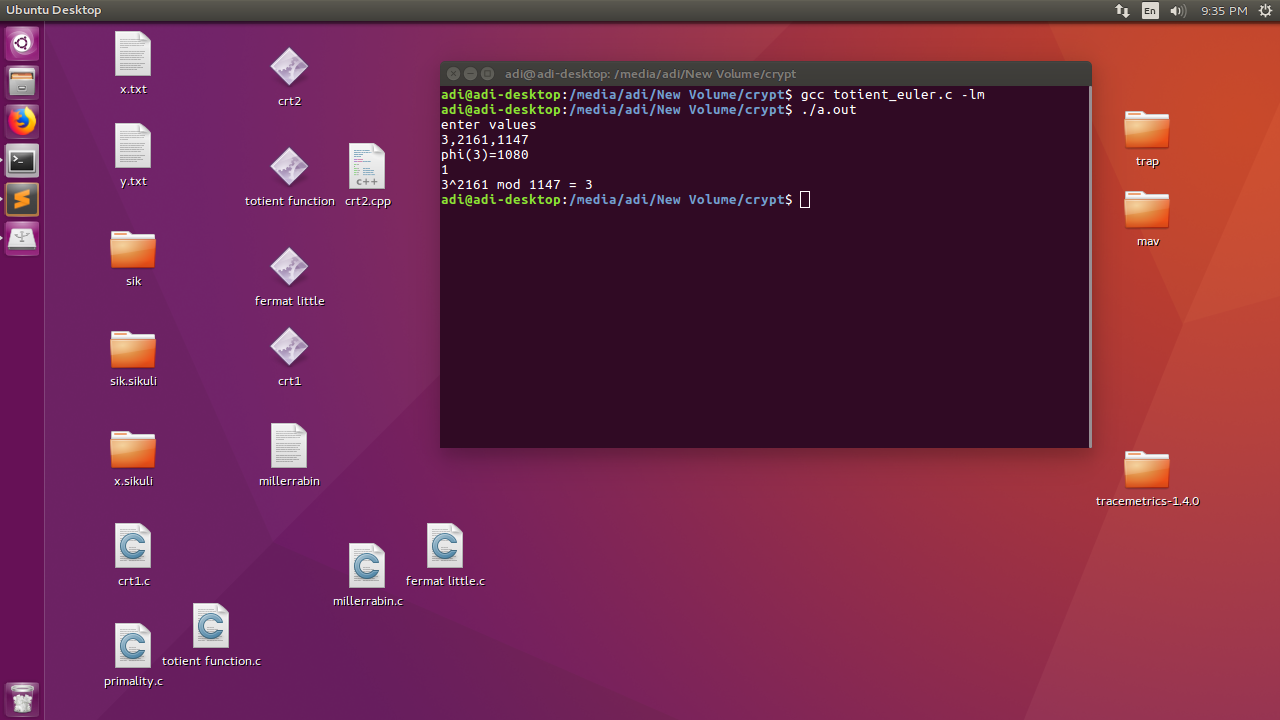 Ubuntu Desktop
En
9:35 PM
x.txt
crt2
y.txt
totient function
crt2.cpp
c++
sik
fermat little
sik.sikuli
crt1
x.sikuli
millerrabin
crt1.c
millerrabin.c
fermat little.c
totient function.c
primality.c
adi@adi-desktop: /media/adi/New Volume/crypt
adi@adi-desktop:/media/adi/New Volume/crypt$ gcc totient_euler.c -lm
adi@adi-desktop:/media/adi/New Volume/crypt$ ./a.out
enter values
3,2161,1147
phi(3)=1080
1
3^2161 mod 1147 = 3
adi@adi-desktop:/media/adi/New Volume/crypt$
trap
mav
tracemetrics-1.4.0